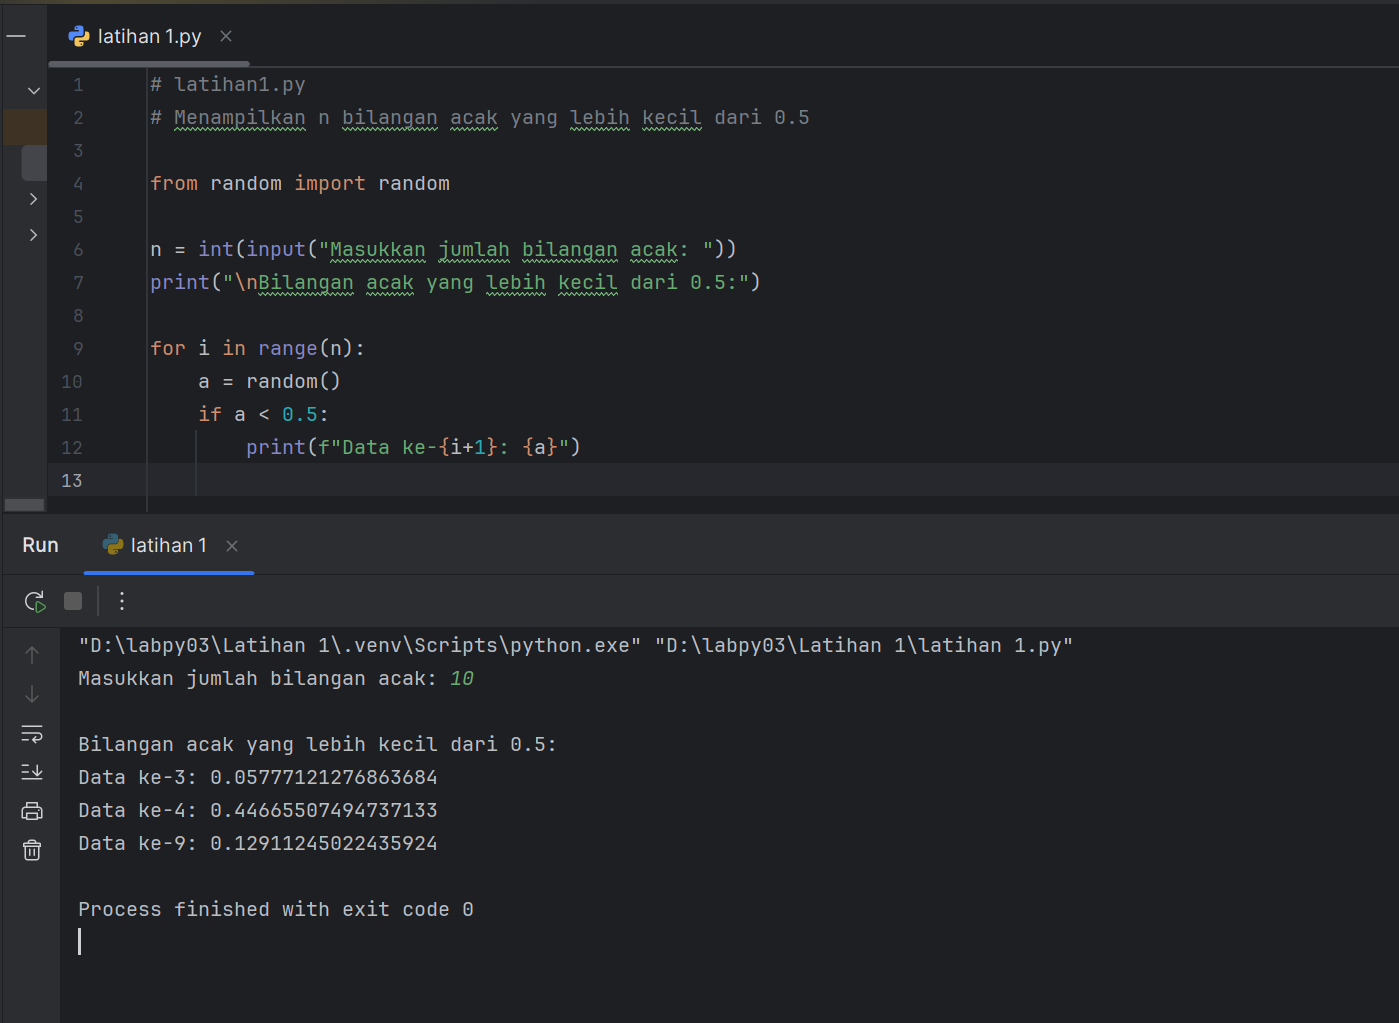 latihan 1.py
1 # latihan1.py
2 # Menampilkan n bilangan acak yang lebih kecil dari 0.5
3
4 from random import random
5
6 n = int(input("Masukkan jumlah bilangan acak: "))
7 print("\nBilangan acak yang lebih kecil dari 0.5:")
8
9 for i in range(n):
10     a = random()
11     if a < 0.5:
12         print(f"Data ke-{i+1}: {a}")
13
Run latihan 1
"D:\labpy03\Latihan 1\.venv\Scripts\python.exe" "D:\labpy03\Latihan 1\latihan 1.py"
Masukkan jumlah bilangan acak: 10
Bilangan acak yang lebih kecil dari 0.5:
Data ke-3: 0.05777121276863684
Data ke-4: 0.44665507494737133
Data ke-9: 0.12911245022435924
Process finished with exit code 0